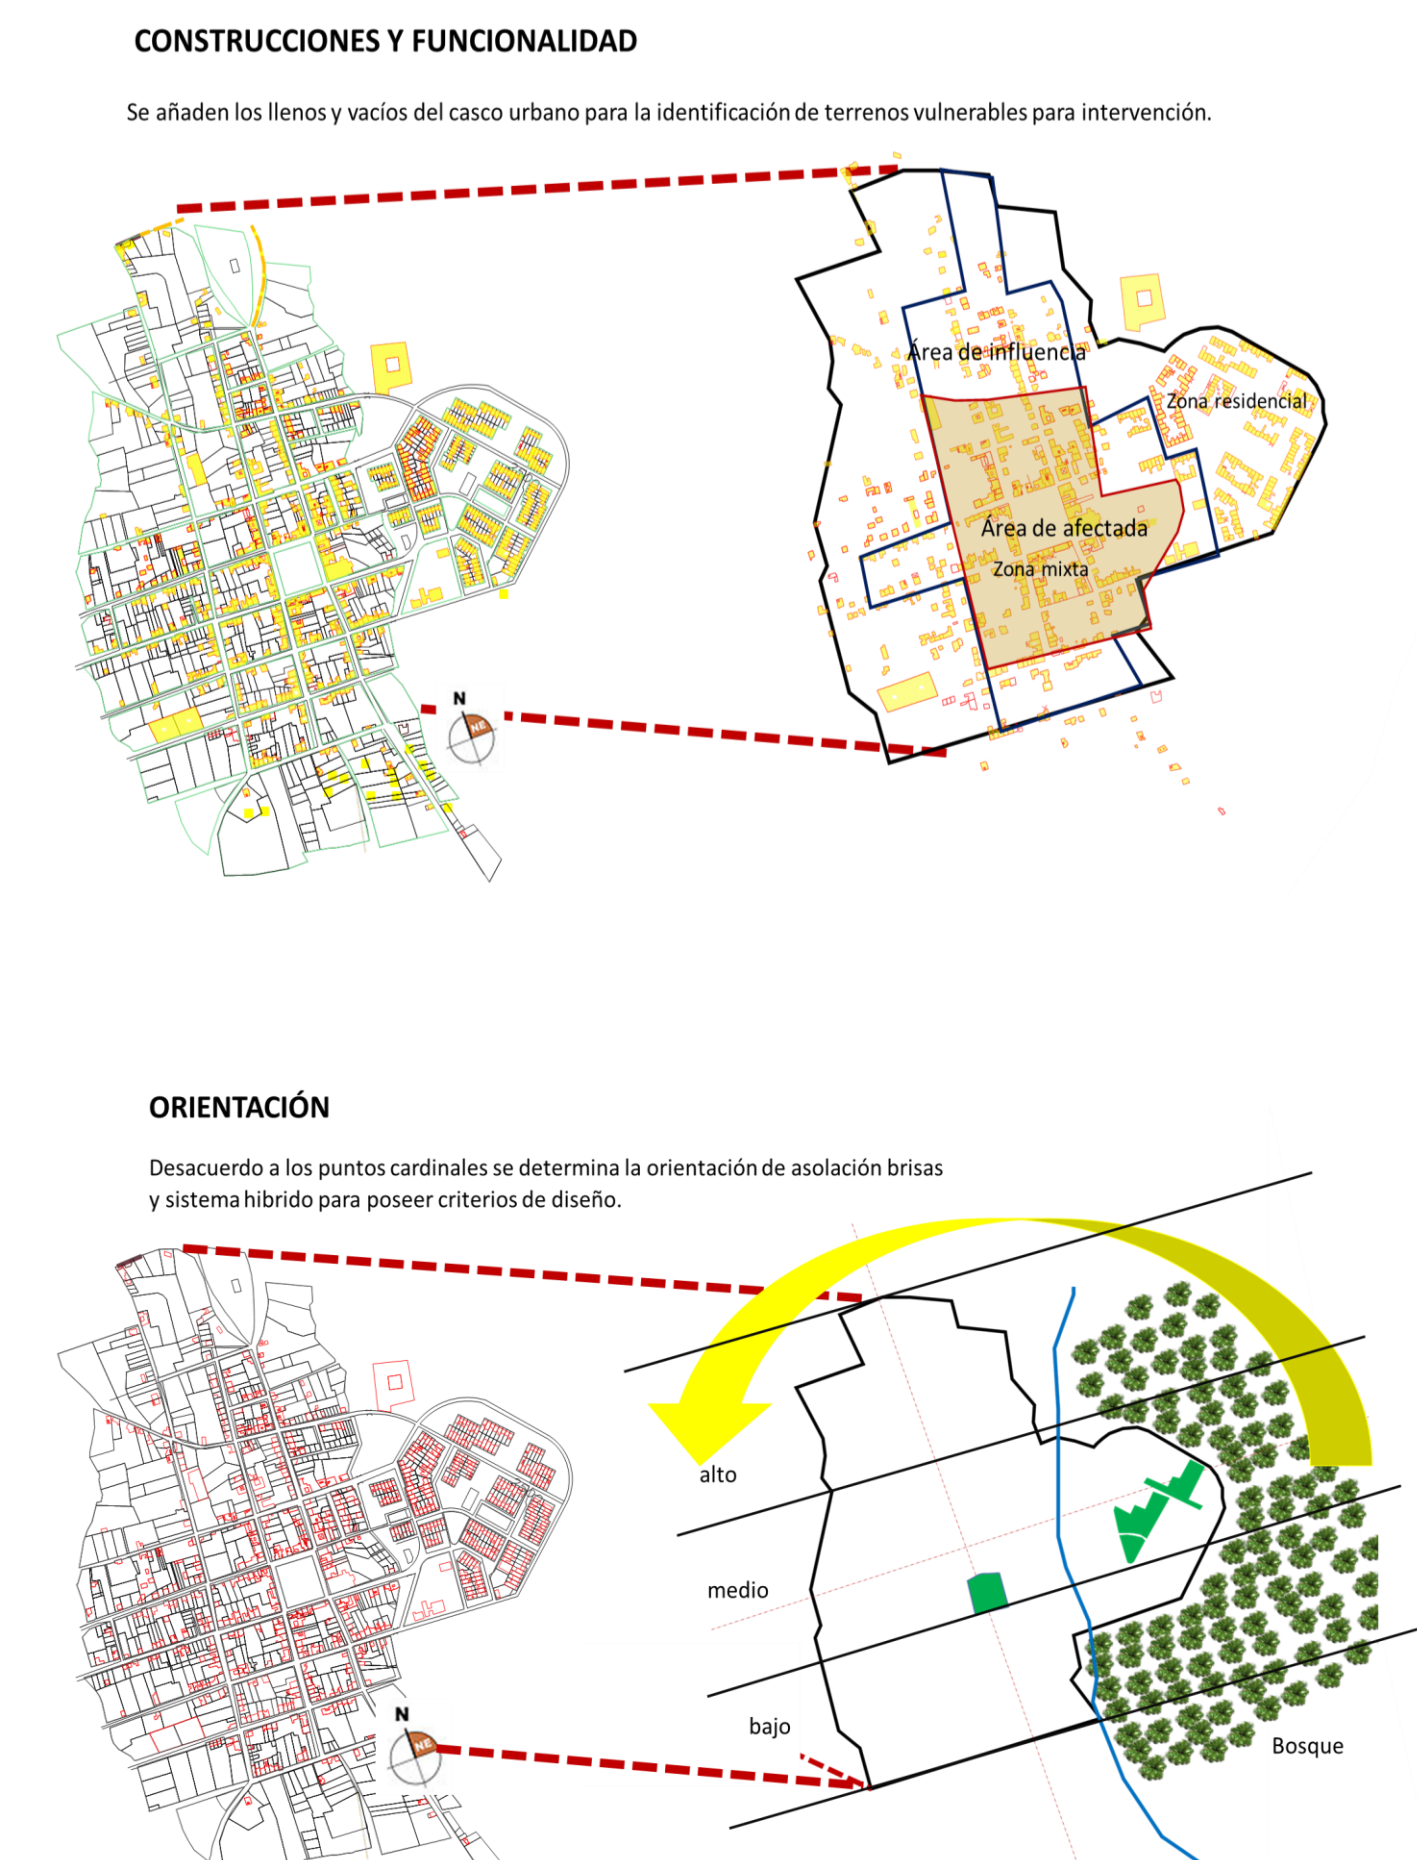 CONSTRUCCIONES Y FUNCIONALIDAD
Se añaden los llenos y vacíos del casco urbano para la identificación de terrenos vulnerables para intervención.
Área de influencia
Zona residencial
Área de afectada
Zona mixta
N
NE
ORIENTACIÓN
Desacuerdo a los puntos cardinales se determina la orientación de asolación brisas
y sistema hibrido para poseer criterios de diseño.
alto
medio
bajo
N
NE
Bosque